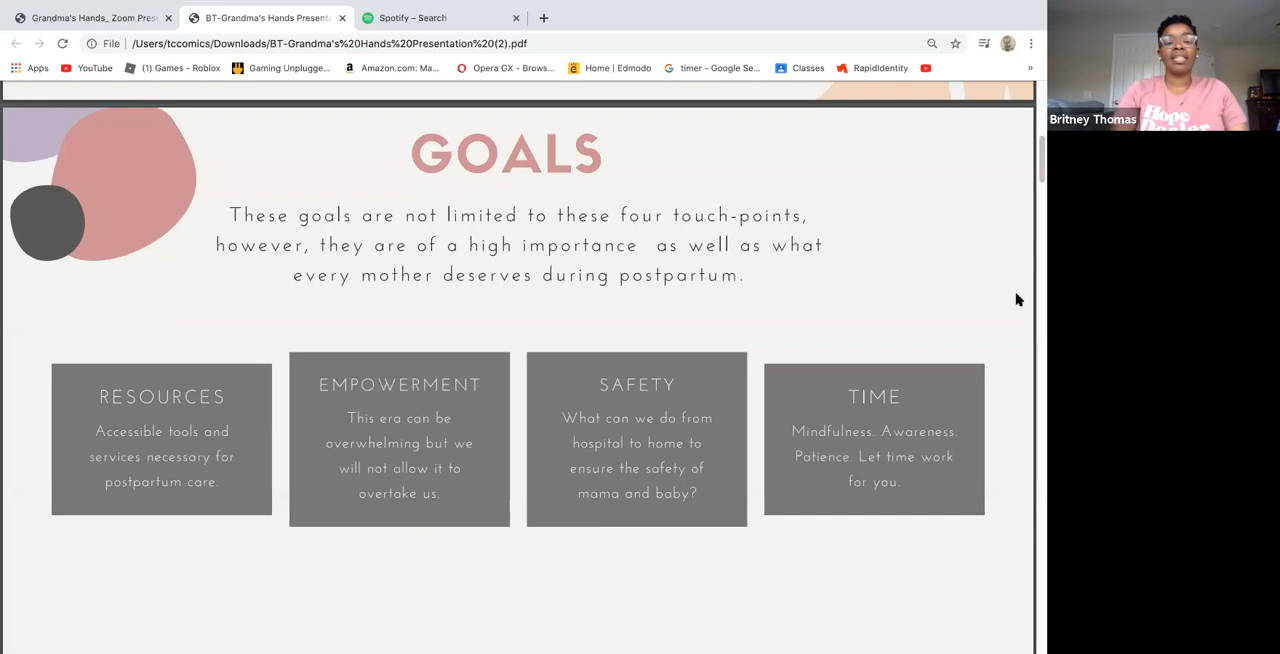 Grandma's Hands_ Zoom Pres
BT-Grandma's Hands Present
Spotify – Search
File
/Users/tccomics/Downloads/BT-Grandma's%20Hands%20Presentation%20(2).pdf
Apps
YouTube
(1) Games - Roblox
Gaming Unplugge...
Amazon.com: Ma...
Opera GX - Brows...
Home | Edmodo
timer - Google Se...
Classes
RapidIdentity
»
Britney Thomas
Hope
Dealer
GOALS
These goals are not limited to these four touch-points,
however, they are of a high importance as well as what
every mother deserves during postpartum.
RESOURCES
Accessible tools and
services necessary for
postpartum care.
EMPOWERMENT
This era can be
overwhelming but we
will not allow it to
overtake us.
SAFETY
What can we do from
hospital to home to
ensure the safety of
mama and baby?
TIME
Mindfulness. Awareness.
Patience. Let time work
for you.